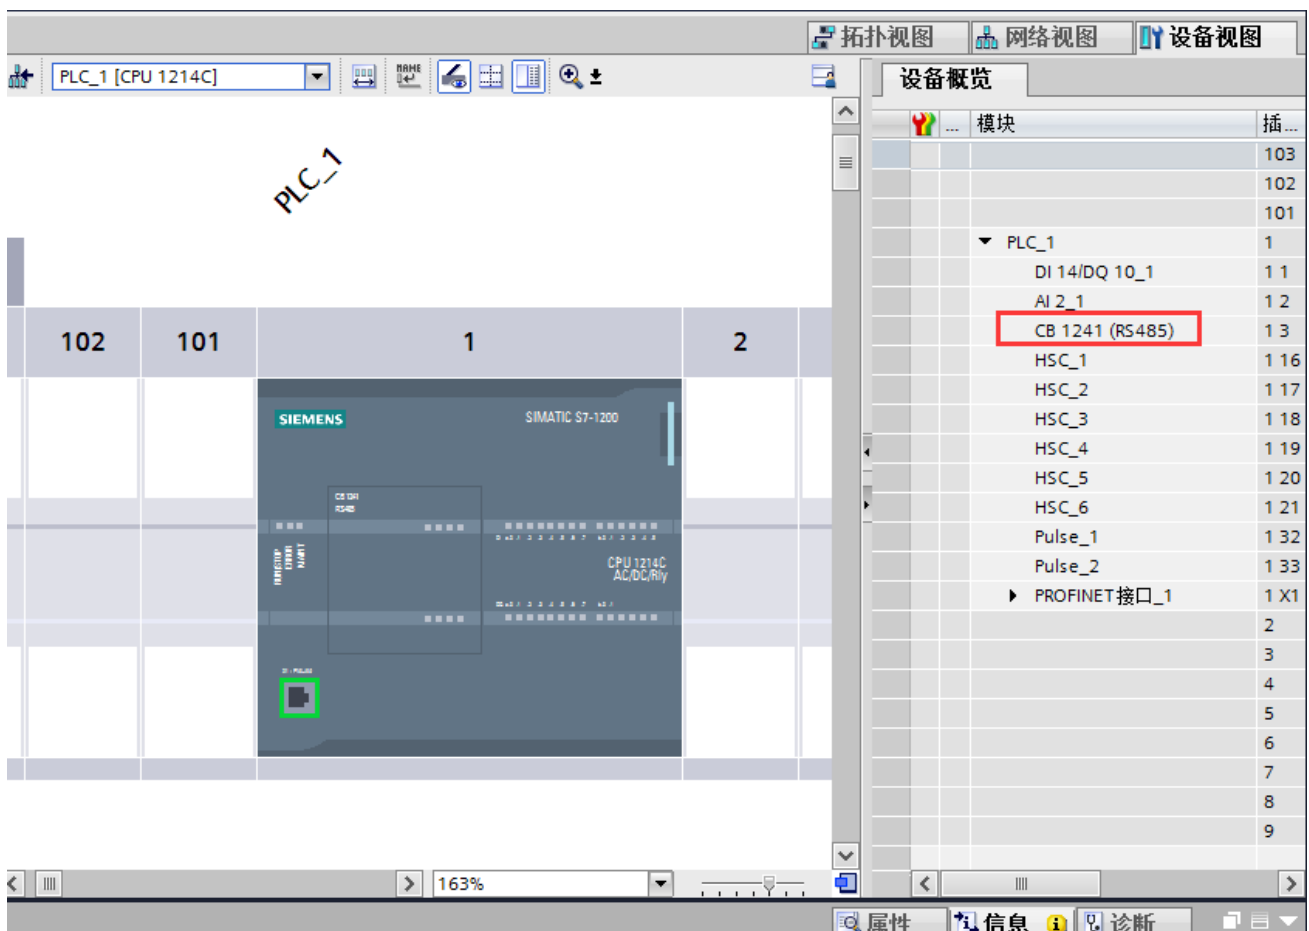 拓扑视图 网络视图 设备视图
PLC_1 [CPU 1214C]
设备概览
... 模块 插...
103
102
101
PLC_1 1
DI 14/DQ 10_1 1 1
AI 2_1 1 2
CB 1241 (RS485) 1 3
HSC_1 1 16
HSC_2 1 17
HSC_3 1 18
HSC_4 1 19
HSC_5 1 20
HSC_6 1 21
Pulse_1 1 32
Pulse_2 1 33
PROFINET接口_1 1 X1
2
3
4
5
6
7
8
9
PLC_1
102 101 1 2
SIEMENS SIMATIC S7-1200
CB 1241
RS485
CPU 1214C
AC/DC/Rly
163%
属性 信息 诊断